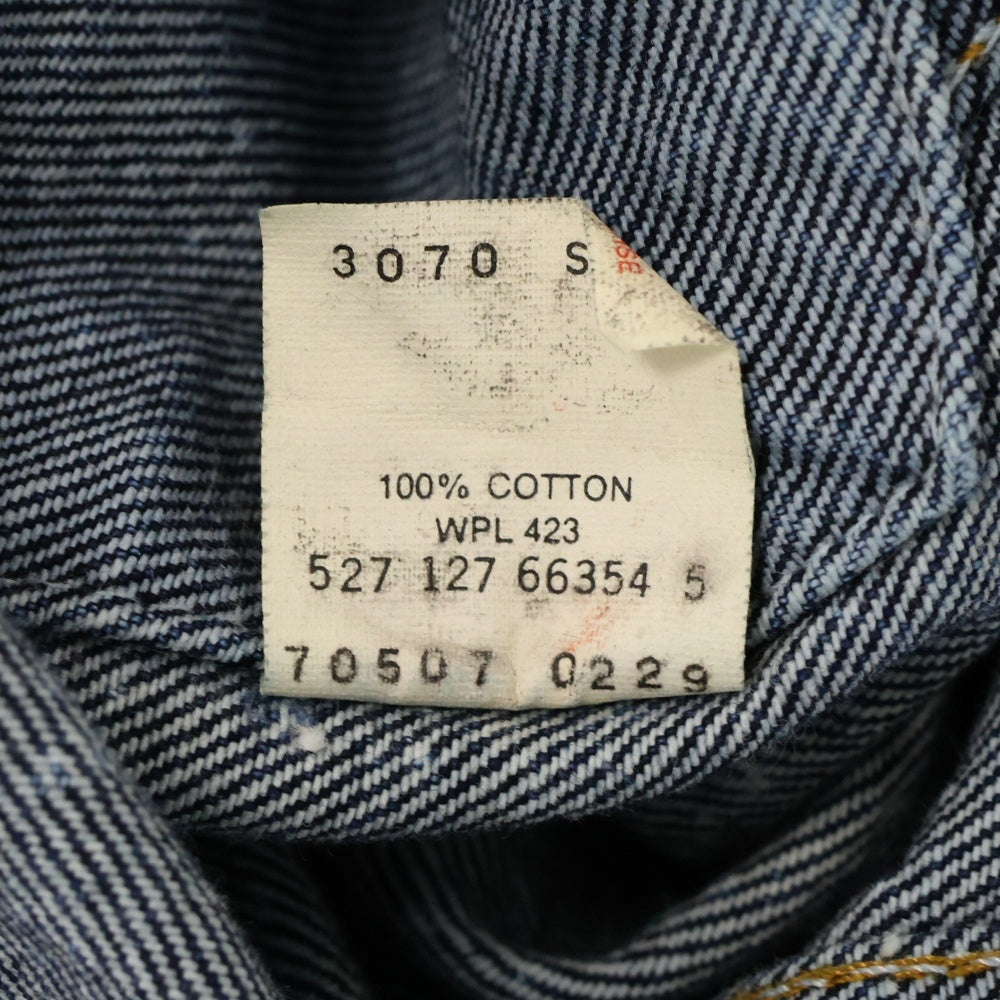 3070 S
100% COTTON
WPL 423
527 127 66354 5
70507 0229